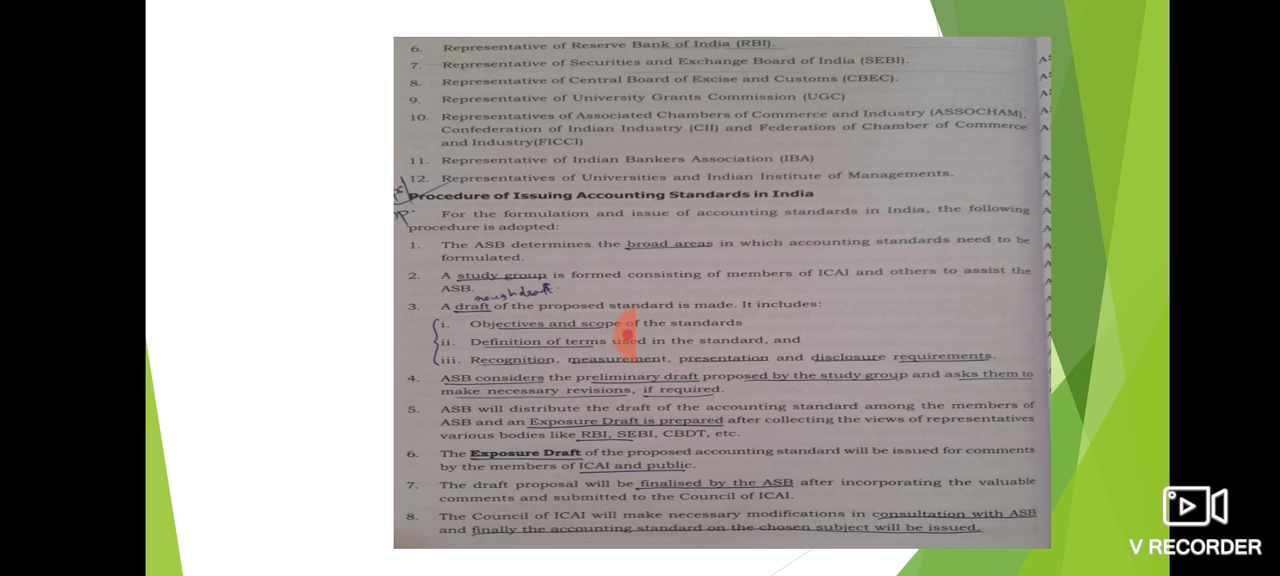 6. Representative of Reserve Bank of India (RBI).
7. Representative of Securities and Exchange Board of India (SEBI).
8. Representative of Central Board of Excise and Customs (CBEC).
9. Representative of University Grants Commission (UGC)
10. Representatives of Associated Chambers of Commerce and Industry (ASSOCHAM),
Confederation of Indian Industry (CII) and Federation of Chamber of Commerce
and Industry(FICCI)
11. Representative of Indian Bankers Association (IBA)
12. Representatives of Universities and Indian Institute of Managements.
Procedure of Issuing Accounting Standards in India
For the formulation and issue of accounting standards in India, the following
procedure is adopted:
1. The ASB determines the broad areas in which accounting standards need to be
formulated.
2. A study group is formed consisting of members of ICAI and others to assist the
ASB.
rough draft
3. A draft of the proposed standard is made. It includes:
i. Objectives and scope of the standards
ii. Definition of terms used in the standard, and
iii. Recognition, measurement, presentation and disclosure requirements.
4. ASB considers the preliminary draft proposed by the study group and asks them to
make necessary revisions, if required.
5. ASB will distribute the draft of the accounting standard among the members of
ASB and an Exposure Draft is prepared after collecting the views of representatives
various bodies like RBI, SEBI, CBDT, etc.
6. The Exposure Draft of the proposed accounting standard will be issued for comments
by the members of ICAI and public.
7. The draft proposal will be finalised by the ASB after incorporating the valuable
comments and submitted to the Council of ICAI.
8. The Council of ICAI will make necessary modifications in consultation with ASB
and finally the accounting standard on the chosen subject will be issued.
V RECORDER